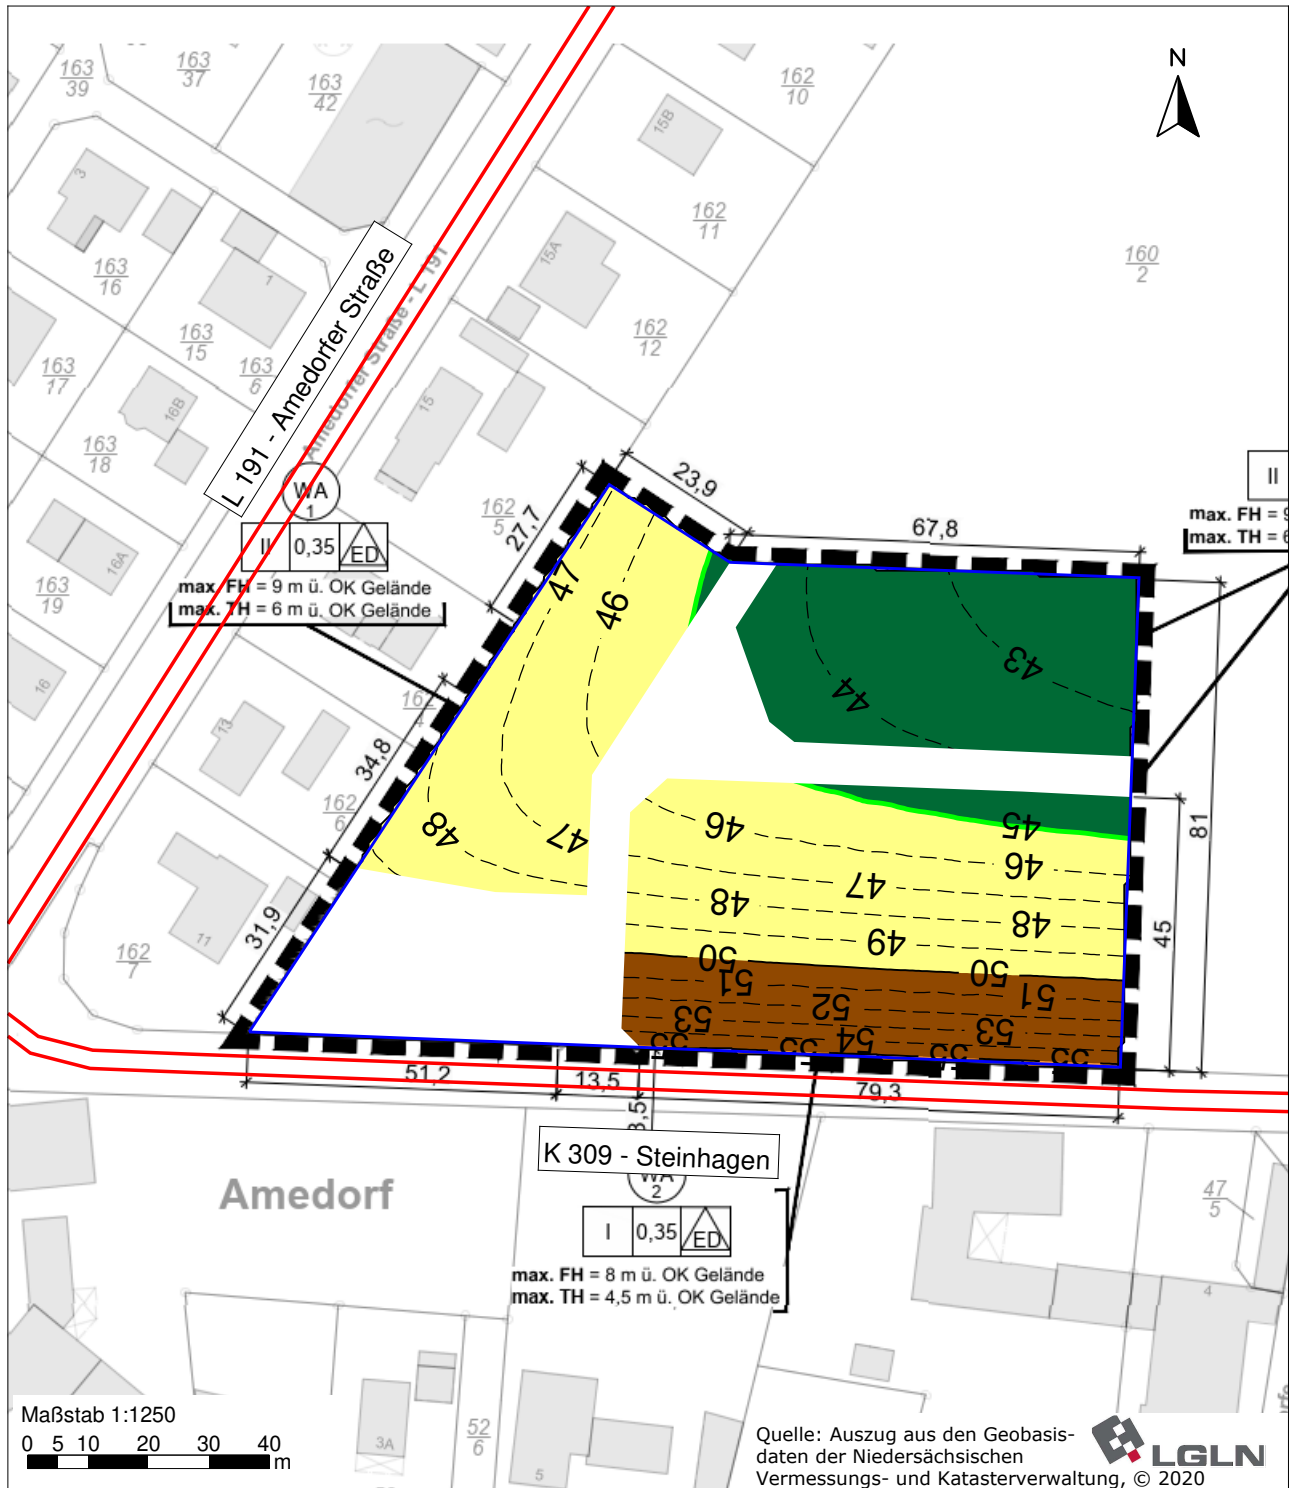 163
39
163
37
163
42
162
10
N
15B
3
162
11
15A
160
2
163
16
1
163
15
163
6
162
12
163
17
L 191 - Amedorfer Straße
Amedorfer Straße - L 191
16B
15
163
18
WA
1
II
0,35
ED
max. FH = 9 m ü. OK Gelände
max. TH = 6 m ü. OK Gelände
162
5
27,7
23,9
67,8
II
max. FH = 9
max. TH = 6
16A
163
19
47
46
43
44
16
13
162
4
34,8
162
6
48
47
46
45
46
47
48
48
49
50
50
51
51
52
53
53
54
55
55
55
55
81
45
11
31,9
162
7
51,2
13,5
79,3
3,5
K 309 - Steinhagen
WA
2
I
0,35
ED
max. FH = 8 m ü. OK Gelände
max. TH = 4,5 m ü. OK Gelände
Amedorf
47
5
4
3A
52
6
5
Maßstab 1:1250
0 5 10 20 30 40
m
Quelle: Auszug aus den Geobasis-
daten der Niedersächsischen
Vermessungs- und Katasterverwaltung, © 2020
LGLN